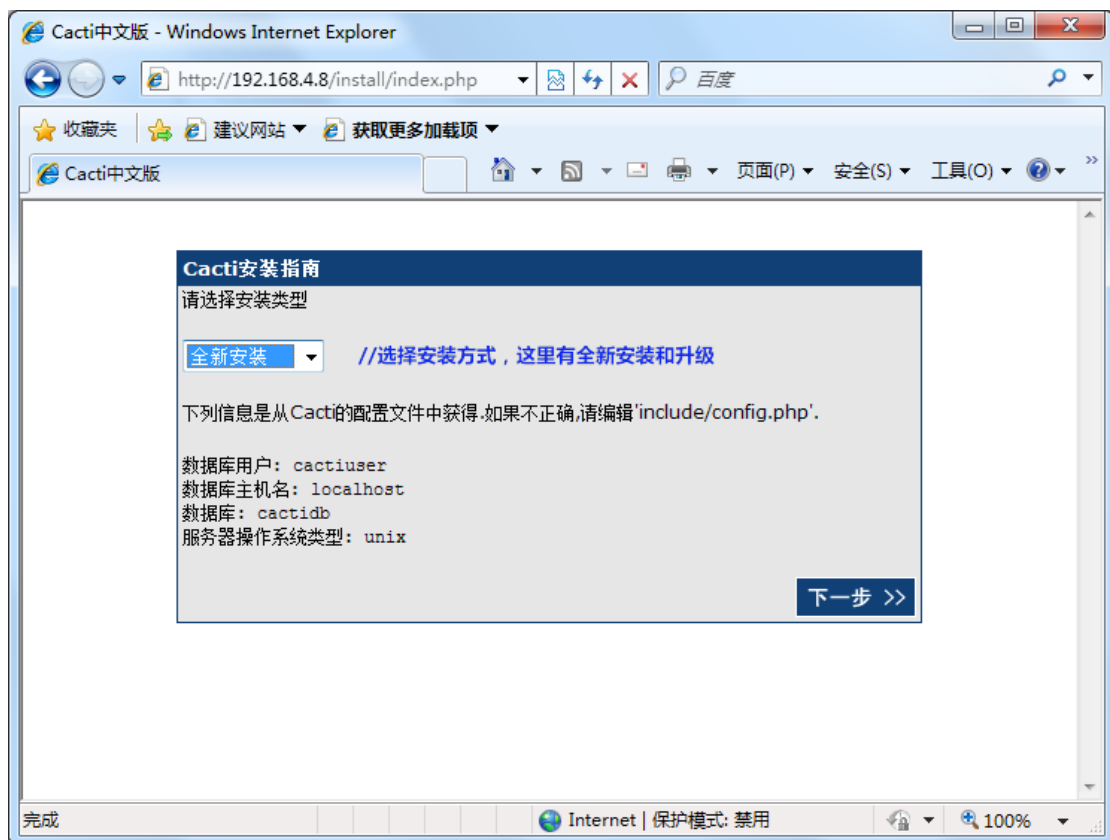 Cacti中文版 - Windows Internet Explorer
http://192.168.4.8/install/index.php
百度
收藏夹 建议网站 获取更多加载项
Cacti中文版 页面(P) 安全(S) 工具(O) »
Cacti安装指南
请选择安装类型
全新安装 //选择安装方式，这里有全新安装和升级
下列信息是从Cacti的配置文件中获得.如果不正确,请编辑'include/config.php'.
数据库用户: cactiuser
数据库主机名: localhost
数据库: cactidb
服务器操作系统类型: unix
下一步 >>
完成 Internet | 保护模式: 禁用 100%